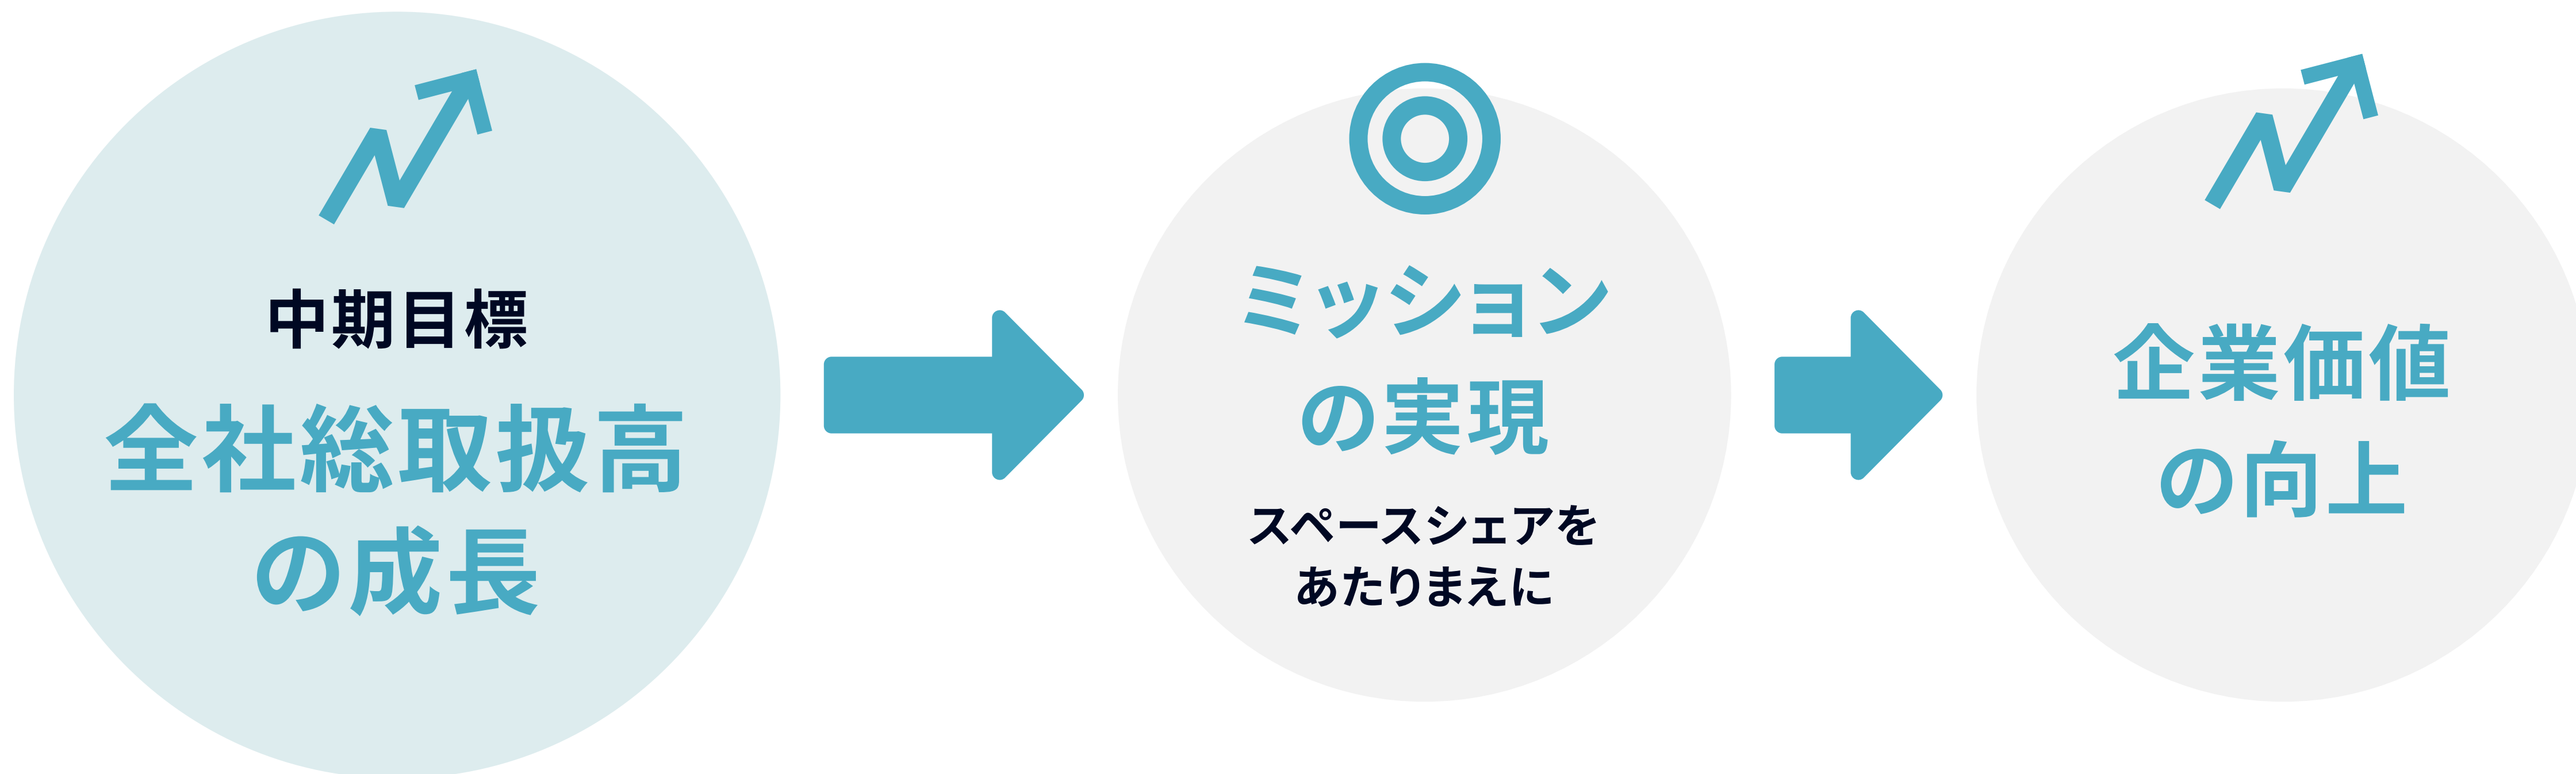 中期目標
全社総取扱高
の成長
ミッション
の実現
スペースシェアを
あたりまえに
企業価値
の向上